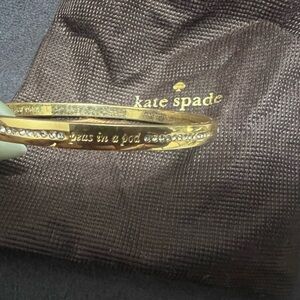 kate spade
peas in a pod